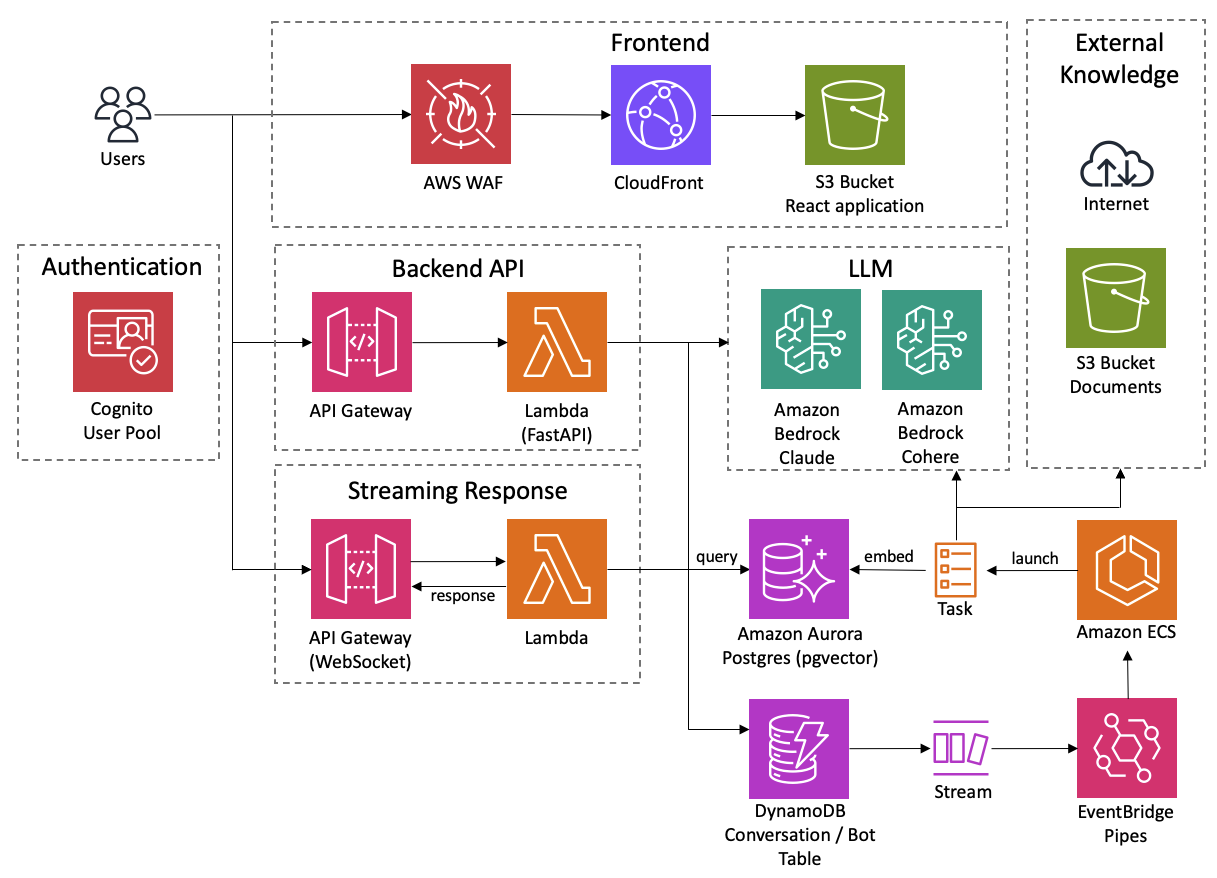 Frontend
External
Knowledge
Users
AWS WAF
CloudFront
S3 Bucket
React application
Internet
Authentication
Backend API
LLM
S3 Bucket
Documents
Cognito
User Pool
API Gateway
Lambda
(FastAPI)
Amazon
Bedrock
Claude
Amazon
Bedrock
Cohere
Streaming Response
response
query
embed
launch
API Gateway
(WebSocket)
Lambda
Amazon Aurora
Postgres (pgvector)
Task
Amazon ECS
DynamoDB
Conversation / Bot
Table
Stream
EventBridge
Pipes